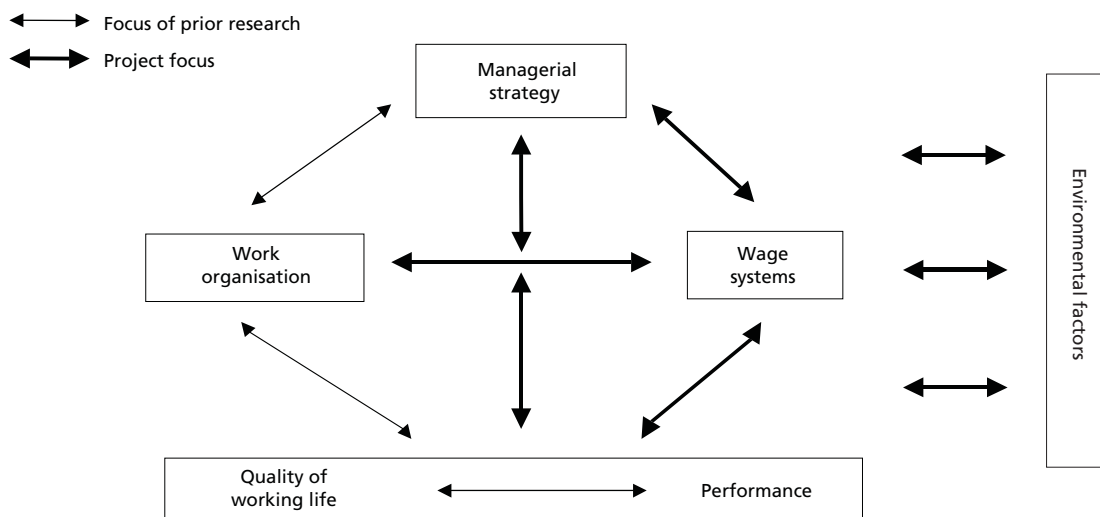 Focus of prior research
Project focus
Managerial
strategy
Work
organisation
Wage
systems
Environmental factors
Quality of
working life
Performance